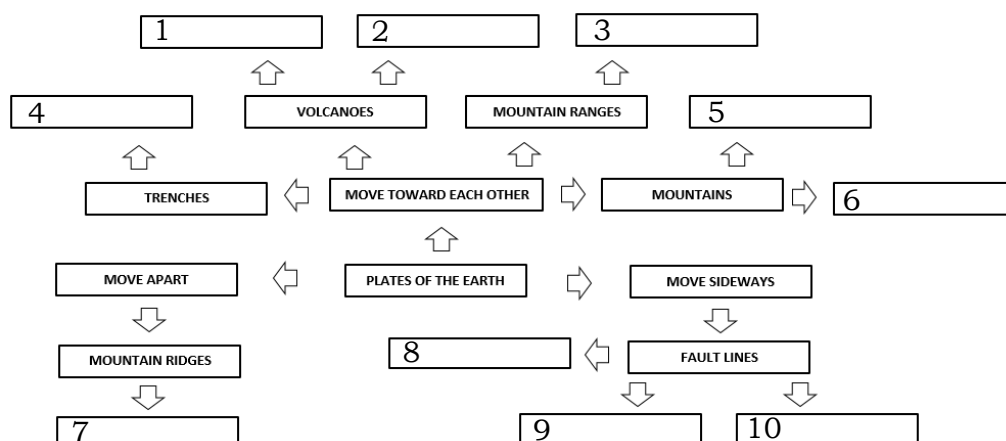 1
2
3
4
VOLCANOES
MOUNTAIN RANGES
5
TRENCHES
MOVE TOWARD EACH OTHER
MOUNTAINS
6
MOVE APART
PLATES OF THE EARTH
MOVE SIDEWAYS
MOUNTAIN RIDGES
8
FAULT LINES
7
9
10